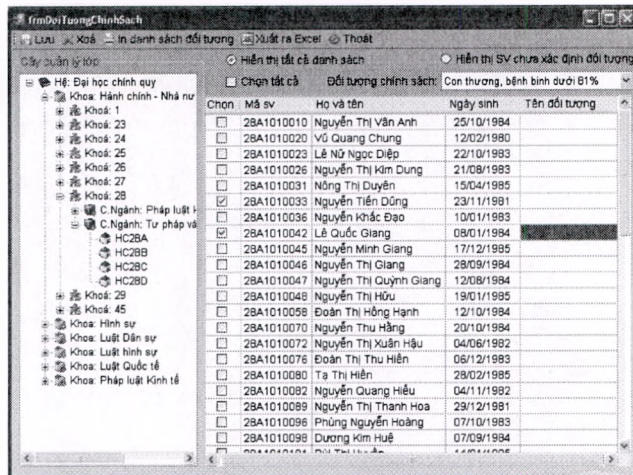 frmDoiTuongChinhSach
Lưu Xoá In danh sách đối tượng Xuất ra Excel Thoát
Cây quản lý lớp
Hiển thị tất cả danh sách Hiển thị SV chưa xác định đối tượng
Chọn tất cả Đối tượng chính sách: Con thương, bệnh binh dưới 81%
Hệ: Đại học chính quy
Khoa: Hành chính - Nhà nư
Khoá: 1
Khoá: 23
Khoá: 24
Khoá: 25
Khoá: 26
Khoá: 27
Khoá: 28
C.Ngành: Pháp luật H
C.Ngành: Tư pháp và
HC28A
HC28B
HC28C
HC28D
Khoá: 29
Khoá: 45
Khoa: Hình sự
Khoa: Luật Dân sự
Khoa: Luật hình sự
Khoa: Luật Quốc tế
Khoa: Pháp luật Kinh tế
Chọn Mã sv Họ và tên Ngày sinh Tên đối tượng
28A1010010 Nguyễn Thị Vân Anh 25/10/1984
28A1010020 Vũ Quang Chung 12/02/1980
28A1010023 Lê Nữ Ngọc Diệp 22/10/1983
28A1010026 Nguyễn Thị Kim Dung 21/08/1983
28A1010031 Nông Thị Duyên 15/04/1985
28A1010033 Nguyễn Tiến Dũng 23/11/1981
28A1010036 Nguyễn Khắc Đạo 10/01/1983
28A1010042 Lê Quốc Giang 08/01/1984
28A1010045 Nguyễn Minh Giang 17/12/1985
28A1010046 Nguyễn Thị Giang 28/09/1984
28A1010047 Nguyễn Thị Quỳnh Giang 12/08/1984
28A1010048 Nguyễn Thị Hữu 19/01/1985
28A1010058 Đoàn Thị Hồng Hạnh 12/10/1984
28A1010070 Nguyễn Thu Hằng 20/10/1984
28A1010072 Nguyễn Thị Xuân Hậu 04/06/1982
28A1010076 Đoàn Thị Thu Hiền 06/12/1983
28A1010080 Tạ Thị Hiền 28/02/1985
28A1010082 Nguyễn Quang Hiếu 04/11/1982
28A1010089 Nguyễn Thị Thanh Hoa 29/12/1981
28A1010096 Phùng Nguyễn Hoàng 07/10/1983
28A1010098 Dương Kim Huệ 07/09/1984